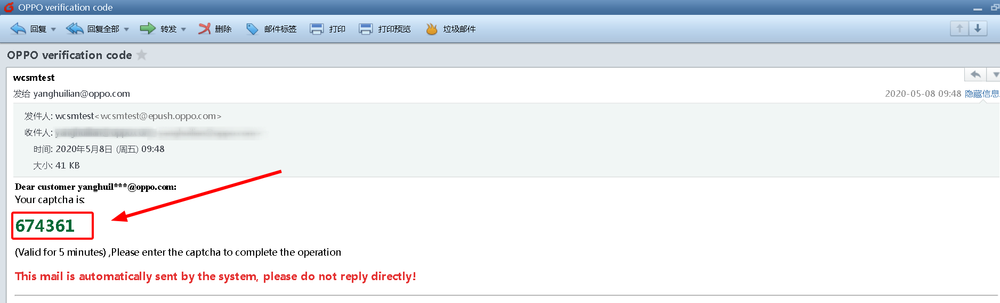 OPPO verification code
回复 回复全部 转发 删除 邮件标签 打印 打印预览 垃圾邮件
OPPO verification code
wcsmtest
发给 yanghuilian@oppo.com
2020-05-08 09:48 隐藏信息
发件人: wcsmtest<wcsmtest@epush.oppo.com>
收件人:
时间: 2020年5月8日 (周五) 09:48
大小: 41 KB
Dear customer yanghuil***@oppo.com:
Your captcha is:
674361
(Valid for 5 minutes) ,Please enter the captcha to complete the operation
This mail is automatically sent by the system, please do not reply directly!